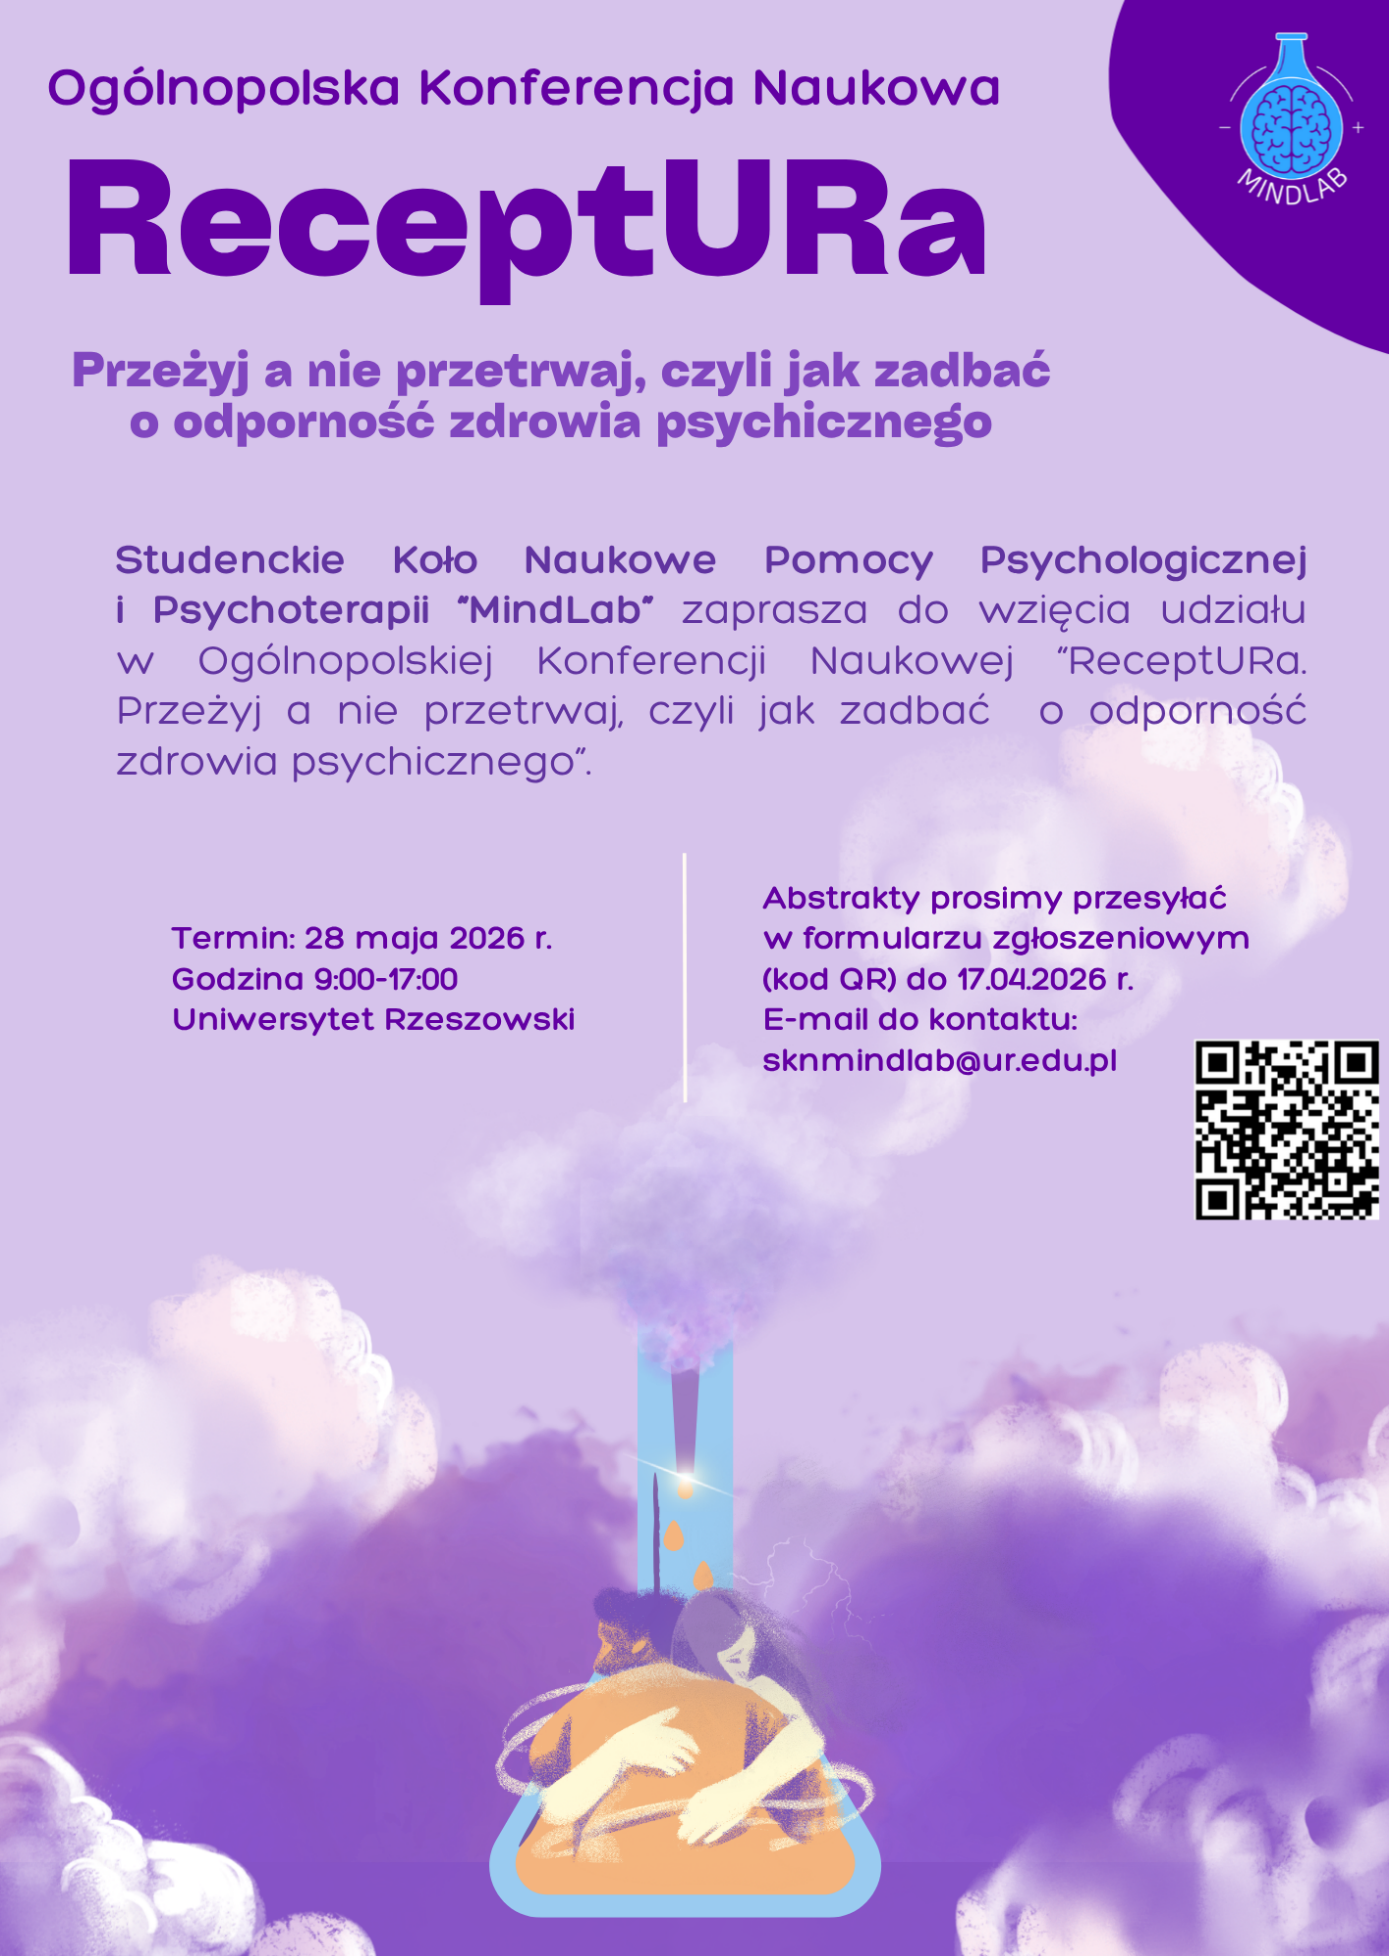 Ogólnopolska Konferencja Naukowa
MINDLAB
ReceptURa
Przeżyj a nie przetrwaj, czyli jak zadbać
o odporność zdrowia psychicznego
Studenckie Koło Naukowe Pomocy Psychologicznej
i Psychoterapii “MindLab” zaprasza do wzięcia udziału
w Ogólnopolskiej Konferencji Naukowej “ReceptURa.
Przeżyj a nie przetrwaj, czyli jak zadbać o odporność
zdrowia psychicznego”.
Termin: 28 maja 2026 r.
Godzina 9:00-17:00
Uniwersytet Rzeszowski
Abstrakty prosimy przesyłać
w formularzu zgłoszeniowym
(kod QR) do 17.04.2026 r.
E-mail do kontaktu:
sknmindlab@ur.edu.pl